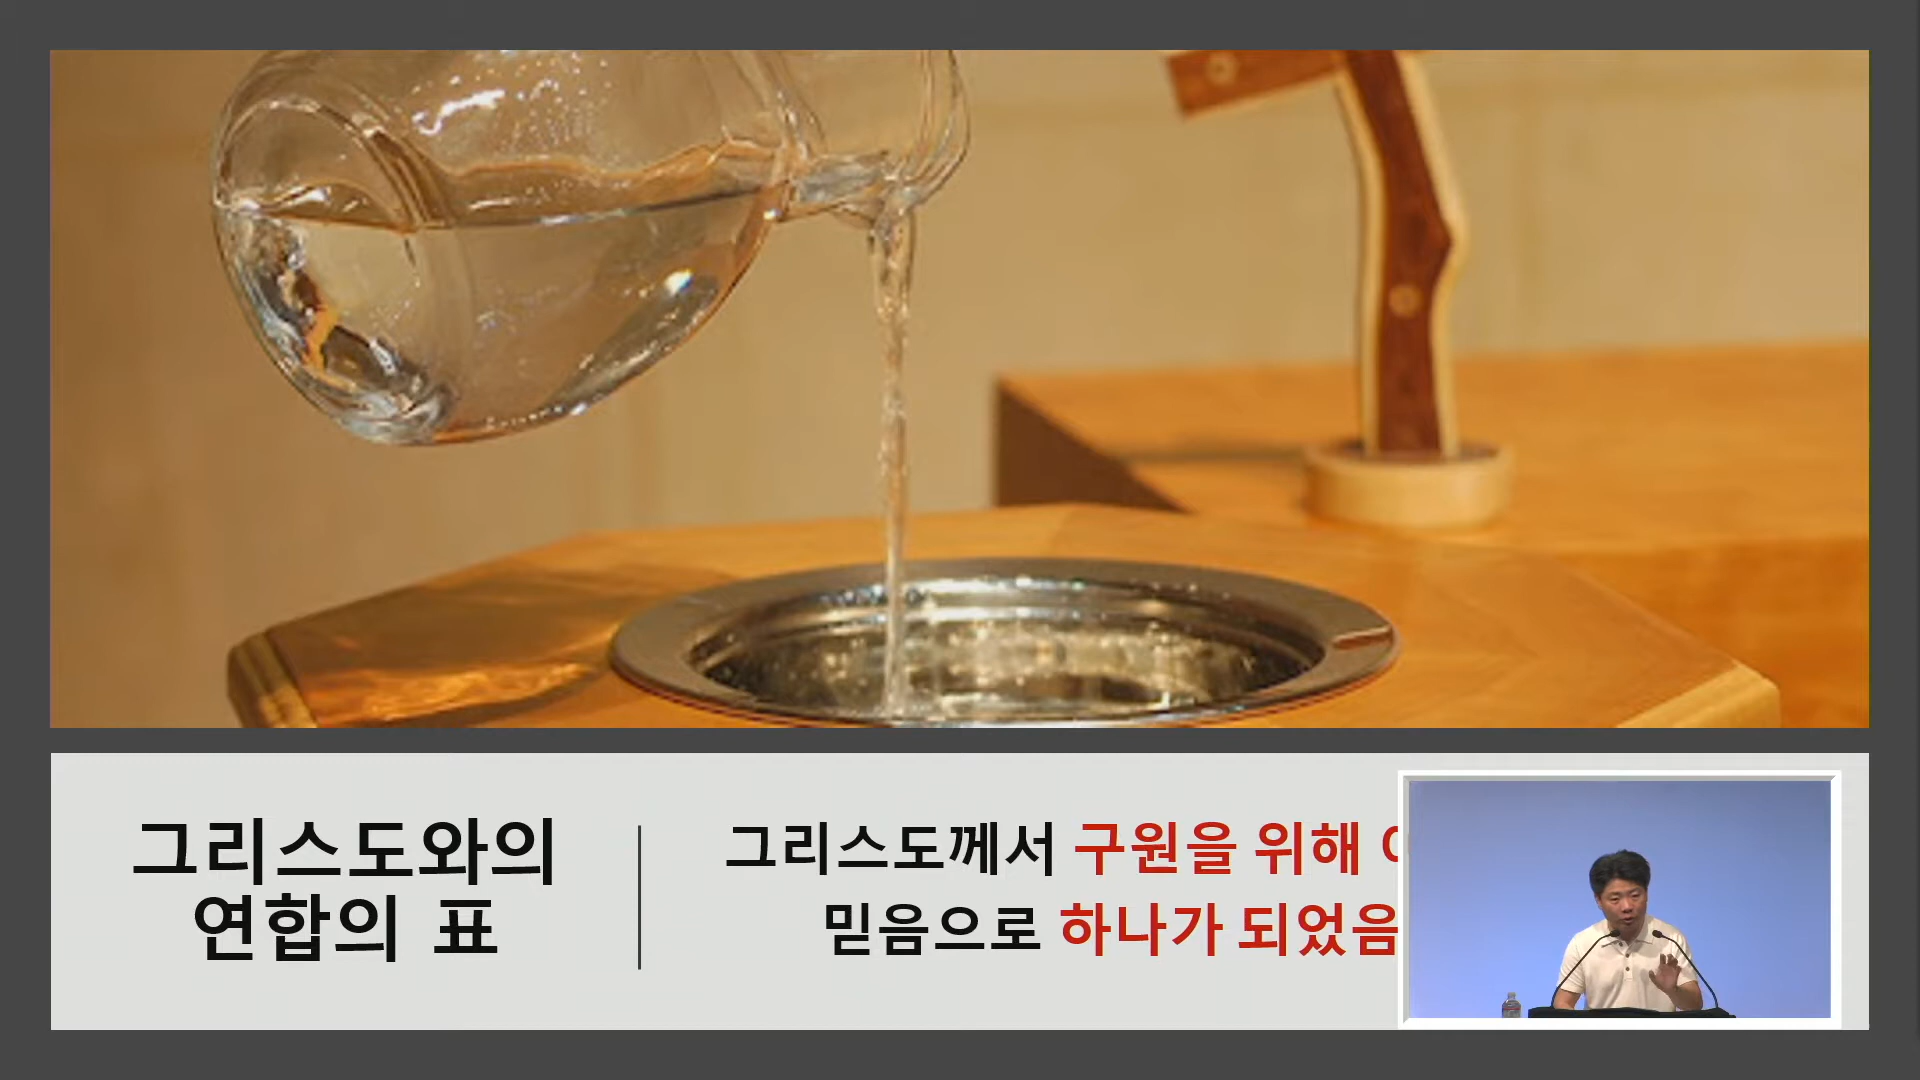 그리스도와의
연합의 표
그리스도께서 구원을 위해
믿음으로 하나가 되었음